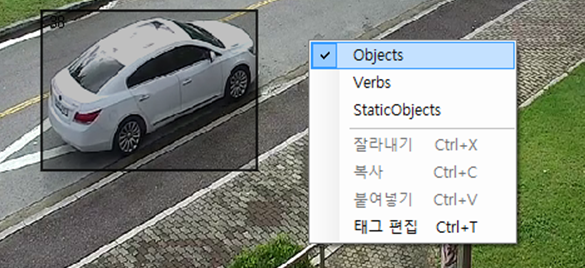 88
Objects
Verbs
StaticObjects
잘라내기 Ctrl+X
복사 Ctrl+C
붙여넣기 Ctrl+V
태그 편집 Ctrl+T